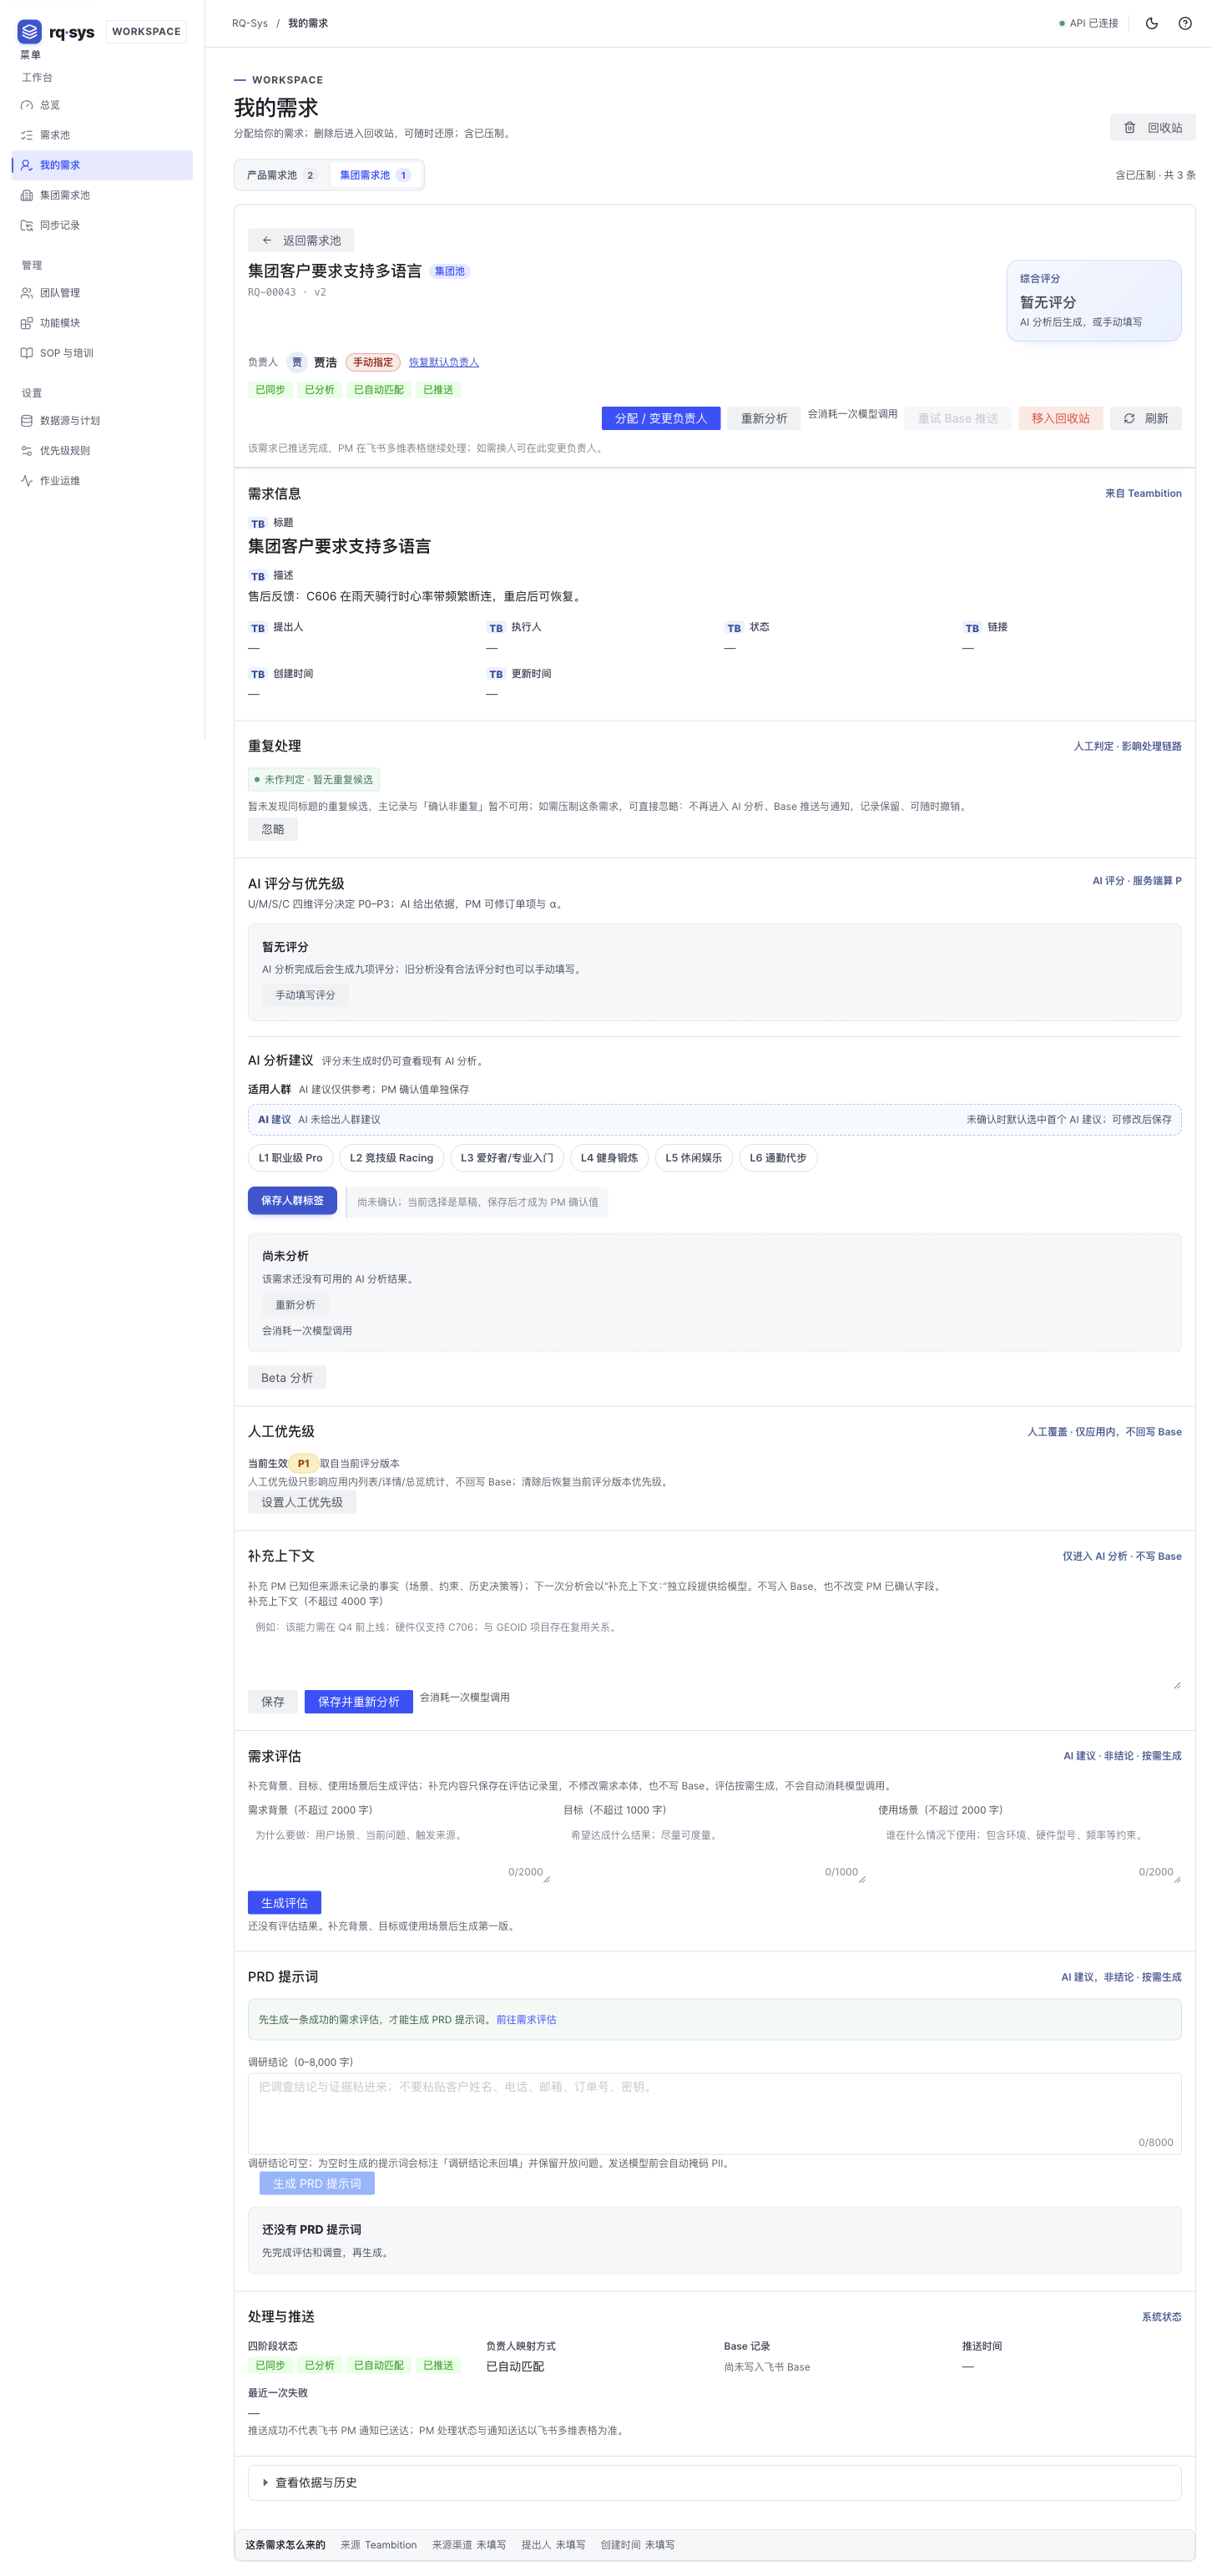 rq·sys WORKSPACE
菜单
工作台
总览
需求池
我的需求
集团需求池
同步记录
管理
团队管理
功能模块
SOP 与培训
设置
数据源与计划
优先级规则
作业运维
RQ-Sys / 我的需求
API 已连接
WORKSPACE
我的需求
分配给你的需求；删除后进入回收站，可随时还原；含已压制。
回收站
产品需求池 2 集团需求池 1
含已压制 · 共 3 条
返回需求池
集团客户要求支持多语言 集团池
RQ-00043 · v2
综合评分
暂无评分
AI 分析后生成，或手动填写
负责人 贾 贾浩 手动指定 恢复默认负责人
已同步 已分析 已自动匹配 已推送
分配 / 变更负责人 重新分析 会消耗一次模型调用 重试 Base 推送 移入回收站 刷新
该需求已推送完成，PM 在飞书多维表格继续处理；如需换人可在此变更负责人。
需求信息
来自 Teambition
TB 标题
集团客户要求支持多语言
TB 描述
售后反馈：C606 在雨天骑行时心率带频繁断连，重启后可恢复。
TB 提出人 TB 执行人 TB 状态 TB 链接
— — — —
TB 创建时间 TB 更新时间
— —
重复处理
人工判定 · 影响处理链路
未作判定 · 暂无重复候选
暂未发现同标题的重复候选，主记录与「确认非重复」暂不可用；如需压制这条需求，可直接忽略：不再进入 AI 分析、Base 推送与通知，记录保留、可随时撤销。
忽略
AI 评分与优先级
AI 评分 · 服务端算 P
U/M/S/C 四维评分决定 P0–P3；AI 给出依据，PM 可修订单项与 α。
暂无评分
AI 分析完成后会生成九项评分；旧分析没有合法评分时也可以手动填写。
手动填写评分
AI 分析建议 评分未生成时仍可查看现有 AI 分析。
适用人群 AI 建议仅供参考；PM 确认值单独保存
AI 建议 AI 未给出人群建议 未确认时默认选中首个 AI 建议；可修改后保存
L1 职业级 Pro L2 竞技级 Racing L3 爱好者/专业入门 L4 健身锻炼 L5 休闲娱乐 L6 通勤代步
保存人群标签 尚未确认；当前选择是草稿，保存后才成为 PM 确认值
尚未分析
该需求还没有可用的 AI 分析结果。
重新分析
会消耗一次模型调用
Beta 分析
人工优先级
人工覆盖 · 仅应用内，不回写 Base
当前生效 P1 取自当前评分版本
人工优先级只影响应用内列表/详情/总览统计，不回写 Base；清除后恢复当前评分版本优先级。
设置人工优先级
补充上下文
仅进入 AI 分析 · 不写 Base
补充 PM 已知但来源未记录的事实（场景、约束、历史决策等）；下一次分析会以“补充上下文：”独立段提供给模型。不写入 Base，也不改变 PM 已确认字段。
补充上下文（不超过 4000 字）
例如：该能力需在 Q4 前上线；硬件仅支持 C706；与 GEOID 项目存在复用关系。
保存 保存并重新分析 会消耗一次模型调用
需求评估
AI 建议 · 非结论 · 按需生成
补充背景、目标、使用场景后生成评估；补充内容只保存在评估记录里，不修改需求本体，也不写 Base。评估按需生成，不会自动消耗模型调用。
需求背景（不超过 2000 字） 目标（不超过 1000 字） 使用场景（不超过 2000 字）
为什么要做：用户场景、当前问题、触发来源。 希望达成什么结果；尽量可度量。 谁在什么情况下使用；包含环境、硬件型号、频率等约束。
0/2000 0/1000 0/2000
生成评估
还没有评估结果。补充背景、目标或使用场景后生成第一版。
PRD 提示词
AI 建议，非结论 · 按需生成
先生成一条成功的需求评估，才能生成 PRD 提示词。前往需求评估
调研结论（0–8,000 字）
把调查结论与证据粘进来；不要粘贴客户姓名、电话、邮箱、订单号、密钥。
0/8000
调研结论可空；为空时生成的提示词会标注「调研结论未回填」并保留开放问题。发送模型前会自动掩码 PII。
生成 PRD 提示词
还没有 PRD 提示词
先完成评估和调查，再生成。
处理与推送
系统状态
四阶段状态 负责人映射方式 Base 记录 推送时间
已同步 已分析 已自动匹配 已推送 已自动匹配 尚未写入飞书 Base —
最近一次失败
—
推送成功不代表飞书 PM 通知已送达；PM 处理状态与通知送达以飞书多维表格为准。
查看依据与历史
这条需求怎么来的 来源 Teambition 来源渠道 未填写 提出人 未填写 创建时间 未填写